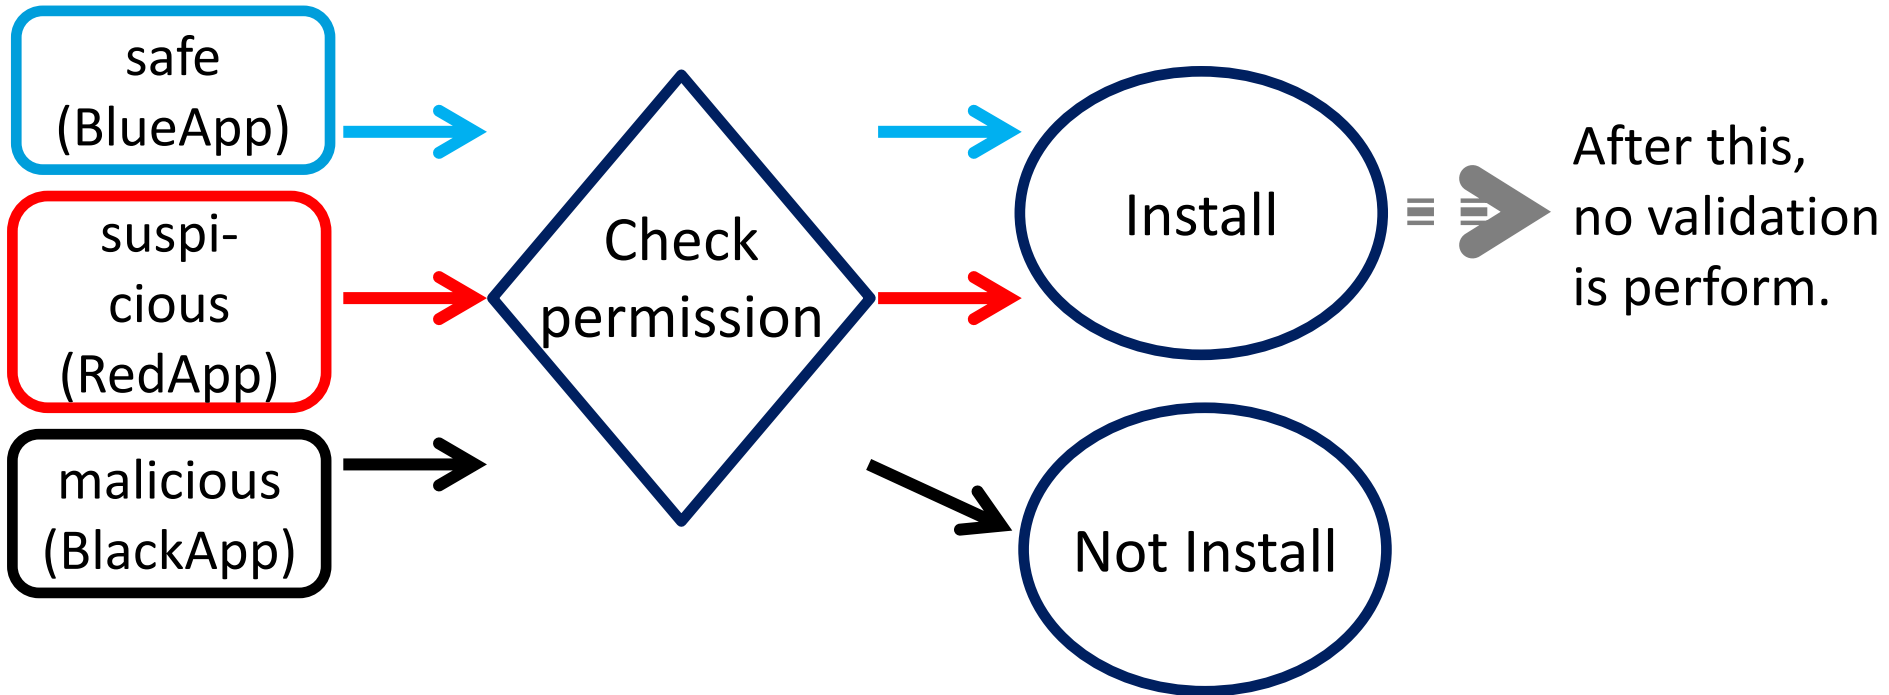 safe
(BlueApp)
suspi-
cious
(RedApp)
malicious
(BlackApp)
Check
permission
Install
Not Install
After this,
no validation
is perform.